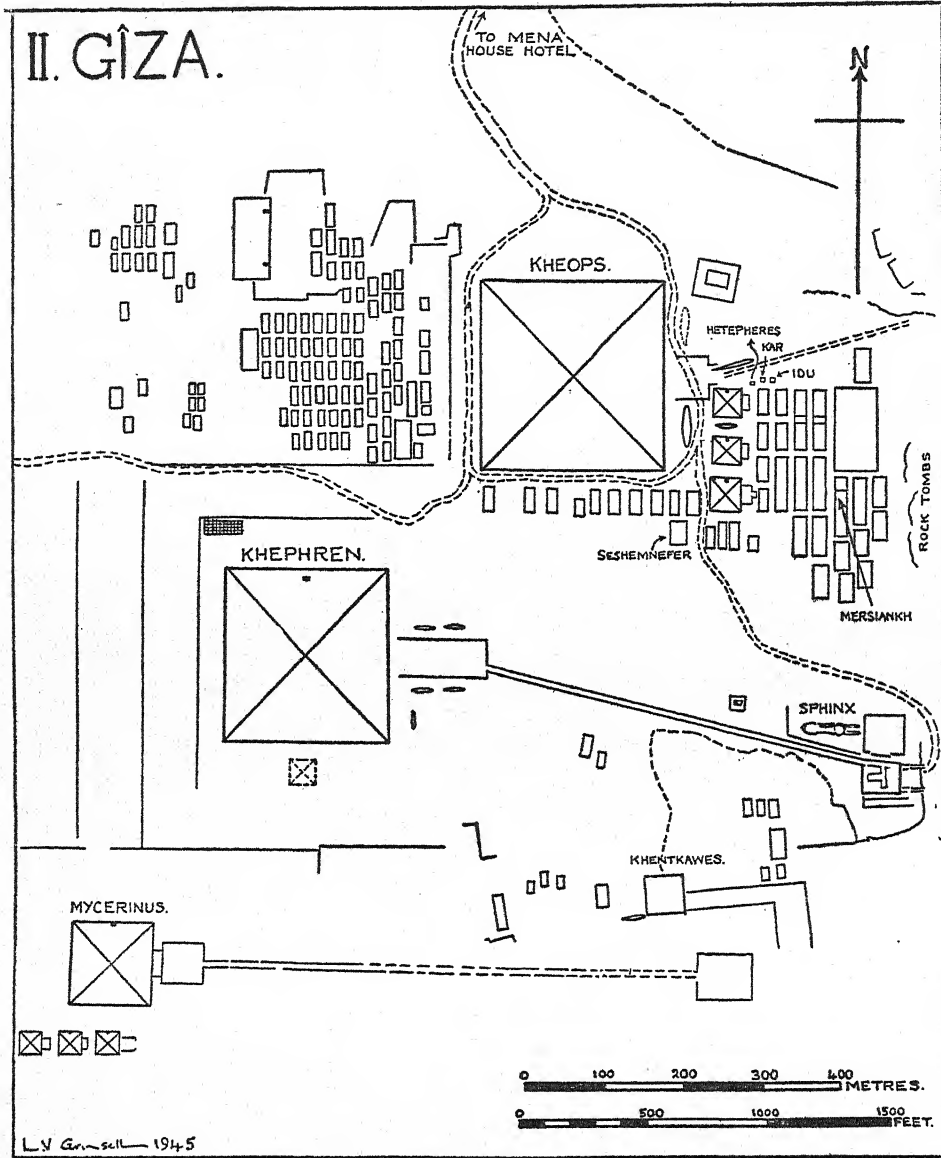 II. GÎZA.
TO MENA
HOUSE HOTEL
N
KHEOPS.
HETEPHERES
KAR
IDU
ROCK TOMBS
SESHEMNEFER
MERSIANKH
KHEPHREN.
SPHINX
KHENTKAWES.
MYCERINUS.
0 100 200 300 400
METRES.
0 500 1000 1500
FEET.
L.V Grinsell 1945